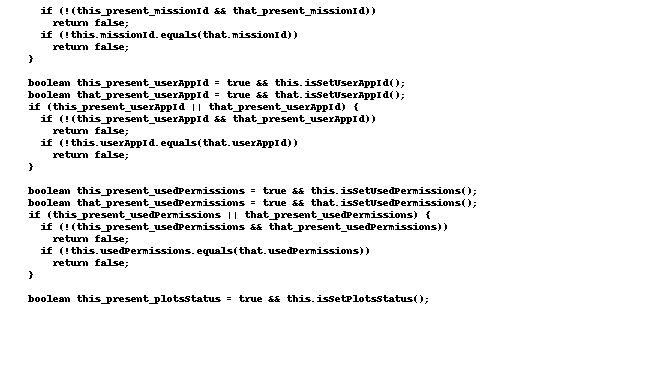 if (!(this_present_missionId && that_present_missionId))
return false;
if (!this.missionId.equals(that.missionId))
return false;
}
boolean this_present_userAppId = true && this.isSetUserAppId();
boolean that_present_userAppId = true && that.isSetUserAppId();
if (this_present_userAppId || that_present_userAppId) {
if (!(this_present_userAppId && that_present_userAppId))
return false;
if (!this.userAppId.equals(that.userAppId))
return false;
}
boolean this_present_usedPermissions = true && this.isSetUsedPermissions();
boolean that_present_usedPermissions = true && that.isSetUsedPermissions();
if (this_present_usedPermissions || that_present_usedPermissions) {
if (!(this_present_usedPermissions && that_present_usedPermissions))
return false;
if (!this.usedPermissions.equals(that.usedPermissions))
return false;
}
boolean this_present_plotsStatus = true && this.isSetPlotsStatus();